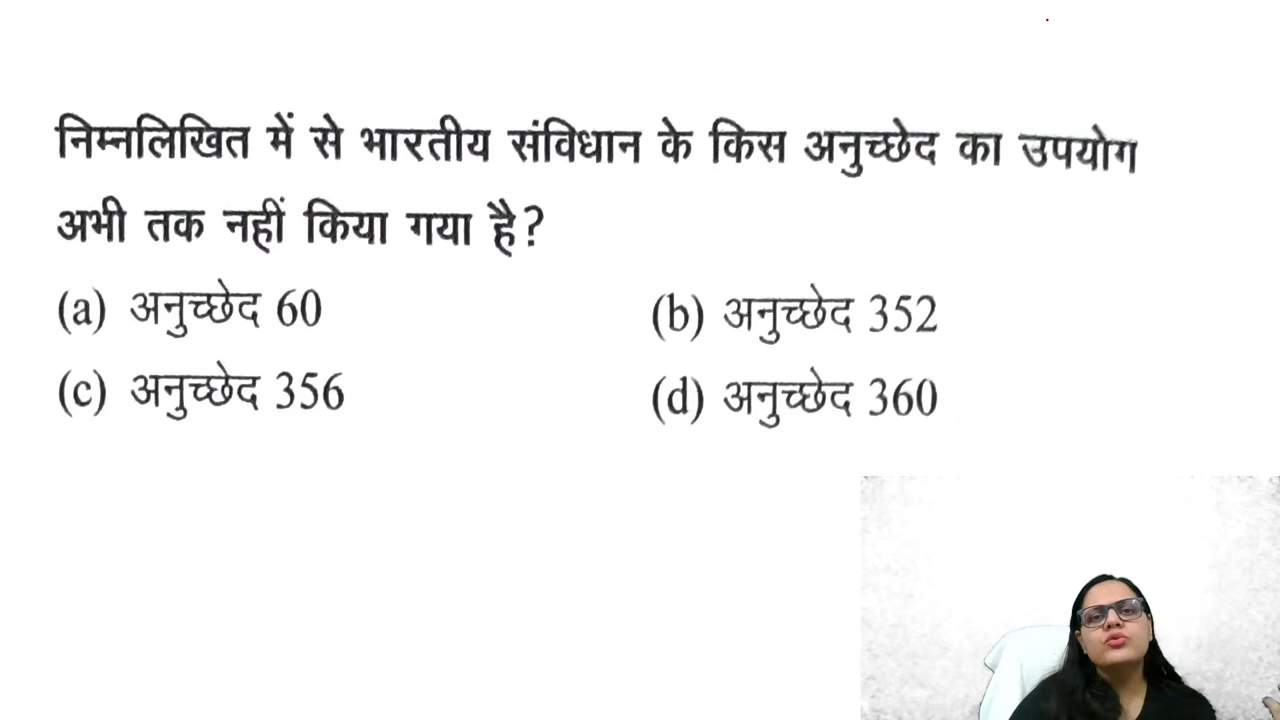 निम्नलिखित में से भारतीय संविधान के किस अनुच्छेद का उपयोग
अभी तक नहीं किया गया है?
(a) अनुच्छेद 60 (b) अनुच्छेद 352
(c) अनुच्छेद 356 (d) अनुच्छेद 360